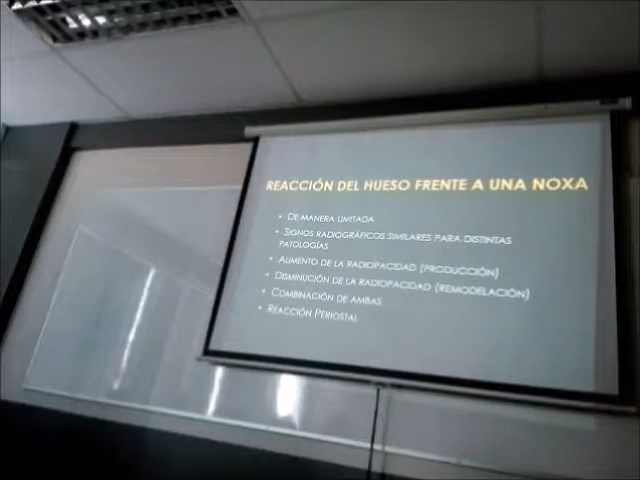 REACCIÓN DEL HUESO FRENTE A UNA NOXA
• DE MANERA LIMITADA
• SIGNOS RADIOGRÁFICOS SIMILARES PARA DISTINTAS
PATOLOGÍAS
• AUMENTO DE LA RADIOPACIDAD (PRODUCCIÓN)
• DISMINUCIÓN DE LA RADIOPACIDAD (REMODELACIÓN)
• COMBINACIÓN DE AMBAS
• REACCIÓN PERIOSTAL